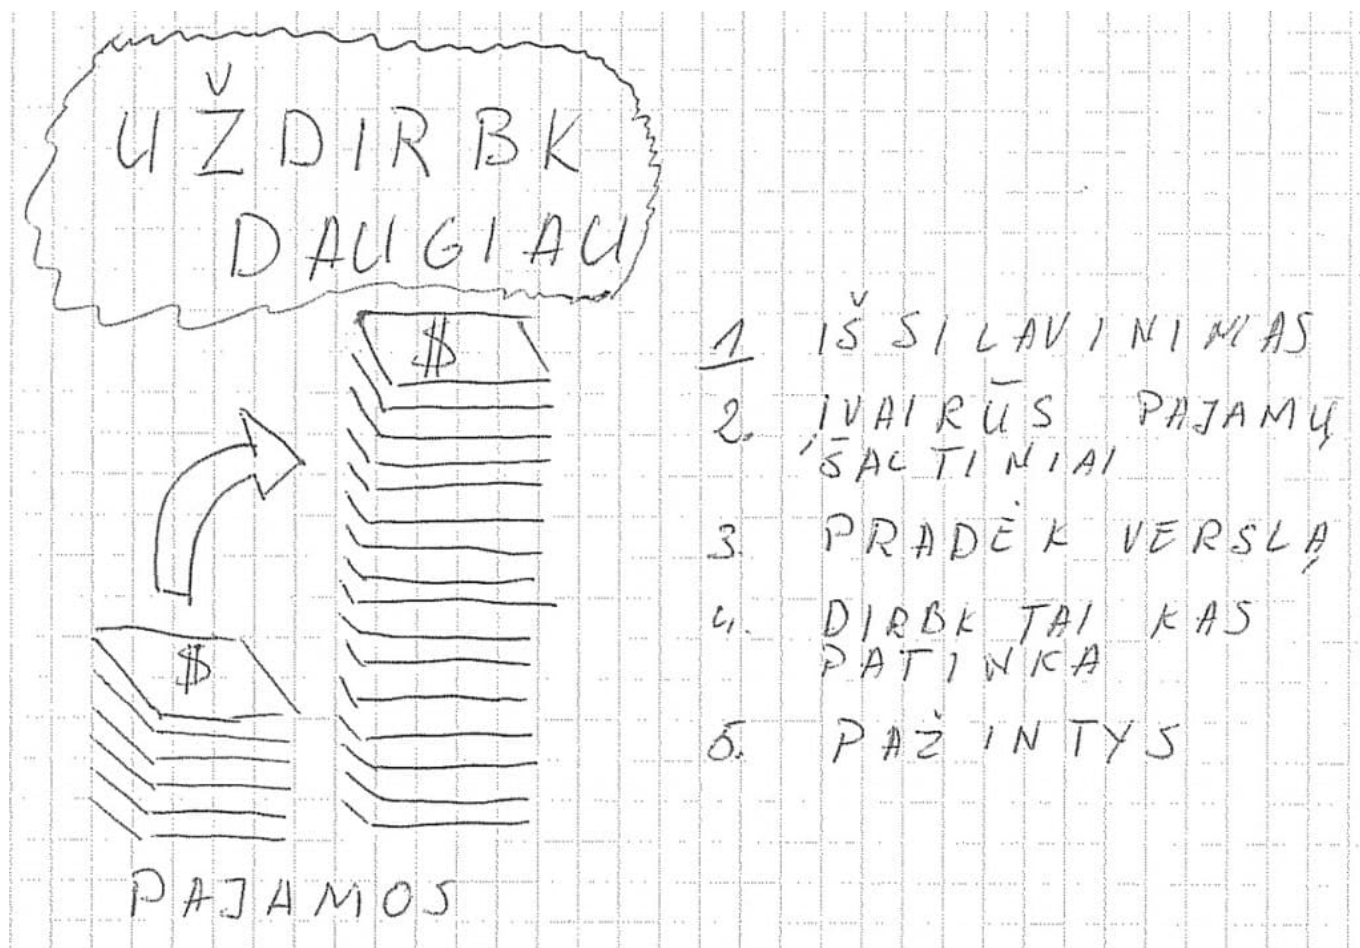 UŽDIRBK
DAUGIAU
$
$
PAJAMOS
1 IŠSILAVINIMAS
2. ĮVAIRŪS PAJAMŲ
ŠALTINIAI
3. PRADĖK VERSLĄ
4. DIRBK TAI KAS
PATINKA
5. PAŽINTYS